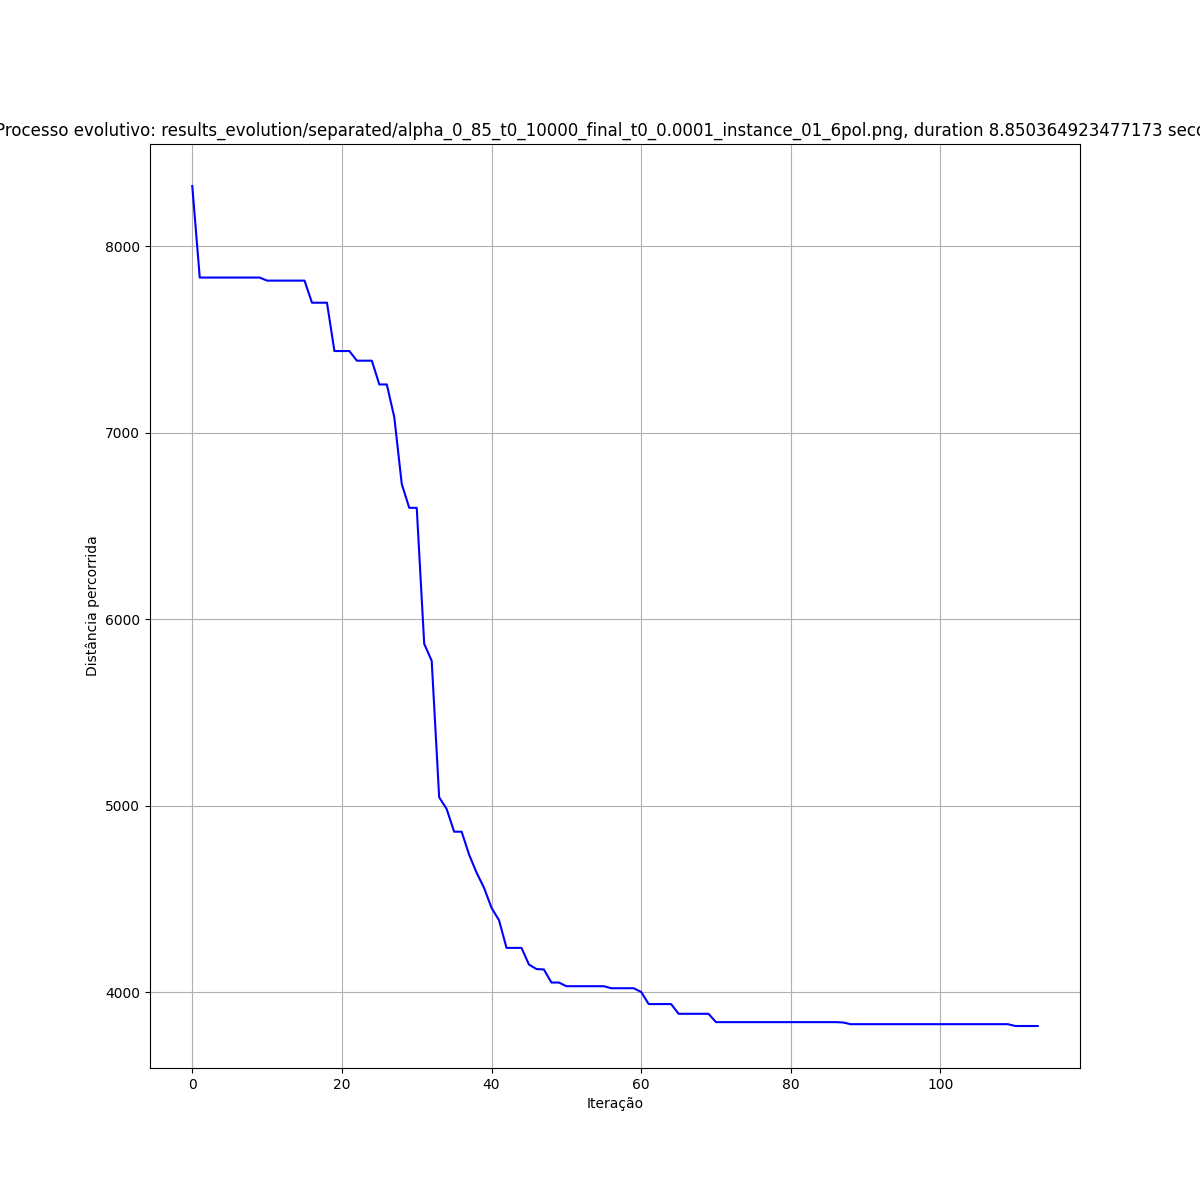 Processo evolutivo: results_evolution/separated/alpha_0_85_t0_10000_final_t0_0.0001_instance_01_6pol.png, duration 8.850364923477173 seco
8000
7000
6000
5000
4000
Distância percorrida
0 20 40 60 80 100
Iteração